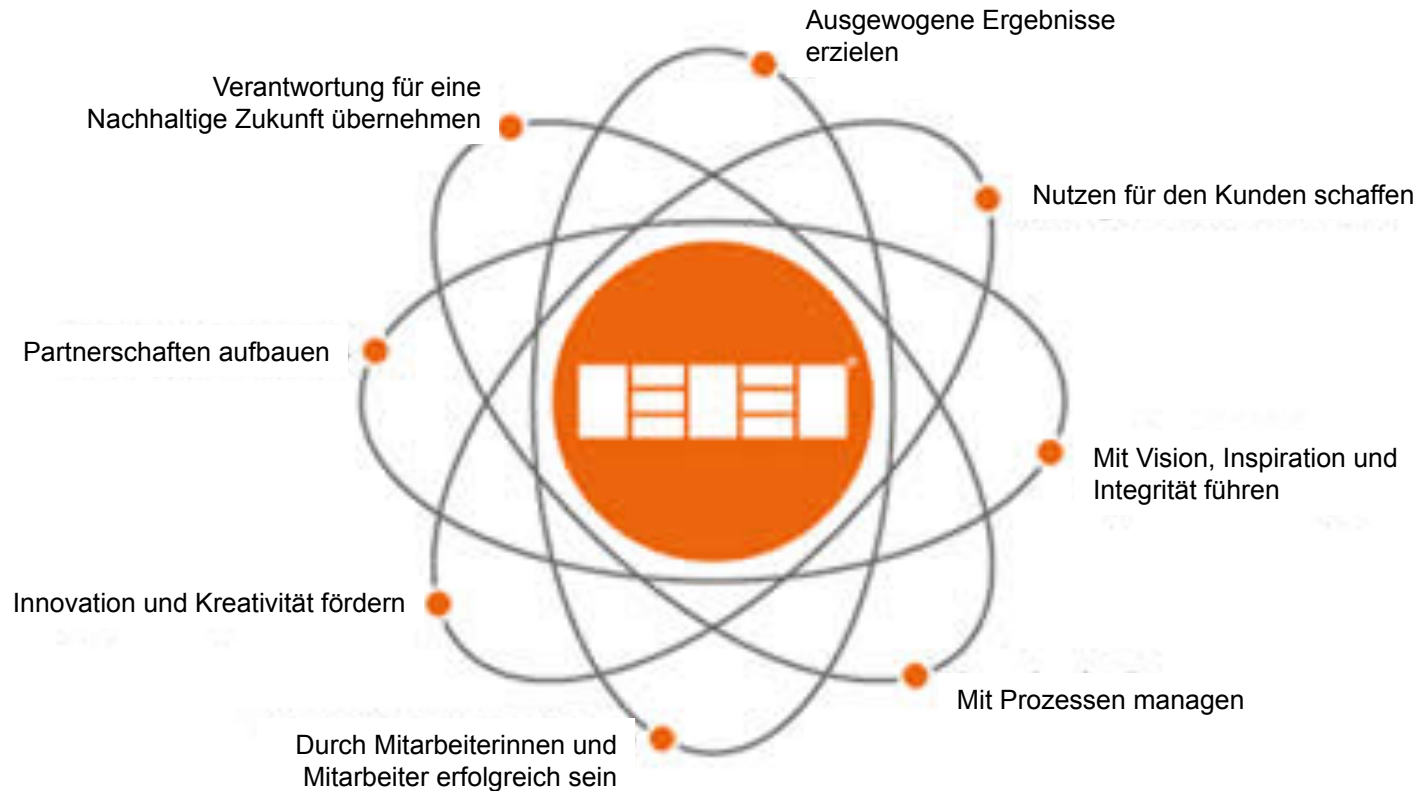 Ausgewogene Ergebnisse
erzielen
Verantwortung für eine
Nachhaltige Zukunft übernehmen
Nutzen für den Kunden schaffen
Partnerschaften aufbauen
Mit Vision, Inspiration und
Integrität führen
Innovation und Kreativität fördern
Mit Prozessen managen
Durch Mitarbeiterinnen und
Mitarbeiter erfolgreich sein